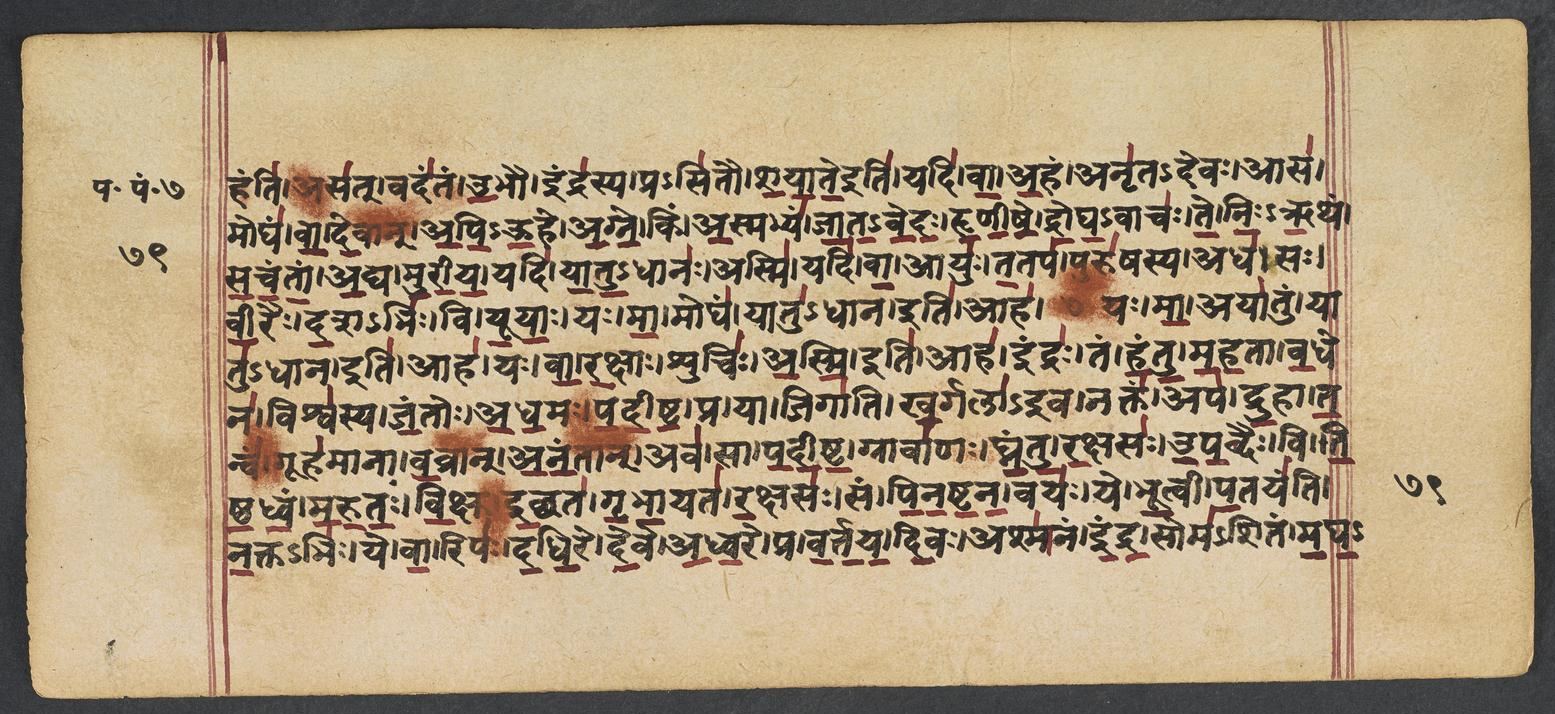 प॰ पं॰७
७९
हंति।असत्।वदंतं।उभौ।इंद्रस्य।प्रऽसितौ।शयातेइति।यदि।वा।अहं।अनृतऽदेवः।आस।
मोघं।वा।देवान्।अपिऽऊहे।अग्ने।किं।अस्मभ्यं।जातऽवेदः।हृणीषे।द्रोघऽवाचः।ते।निःऽऋथं।
सचंतां।अद्य।मुरीय।यदि।यातुऽधानः।अस्मि।यदि।वा।आयुः।ततप।पुरुषस्य।अध।सः।
वीरैः।दशऽभिः।वि।यूयाः।यः।मा।मोघं।यातुऽधान।इति।आह। यः।मा।अयातुं।या
तुऽधान।इति।आह।यः।वा।रक्षाः।शुचिः।अस्मि।इति।आह।इंद्रः।तं।हंतु।महता।वधे
न।विश्वस्य।जंतोः।अधमः।पदीष्ट।प्र।या।जिगाति।खर्गलाऽइव।नक्तं।अप।द्रुहा।त
न्वं।गूहमाना।वव्रान्।अनंतान्।अव।सा।पदीष्ट।ग्रावाणः।घ्नंतु।रक्षसः।उपब्दैः।वि।ति
ष्ठध्वं।मरुतः।विक्षु इच्छत।गृभायत।रक्षसः।सं।पिनष्टन।वयः।ये।भूत्वी।पतयंति।
नक्तऽभिः।ये।वा।रिपः।दधिरे।देवे।अध्वरे।प्र।वर्त्तय।दिवः।अश्मानं।इंद्र।सोमऽशितं।मघऽ
७९